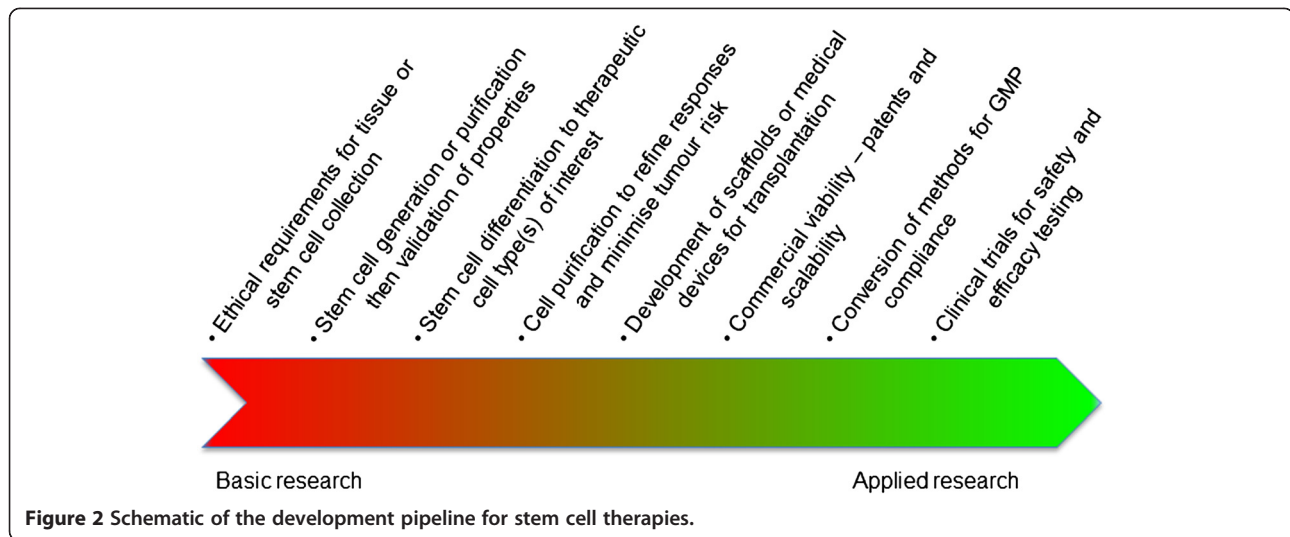 • Ethical requirements for tissue or
stem cell collection
• Stem cell generation or purification
then validation of properties
• Stem cell differentiation to therapeutic
cell type(s) of interest
• Cell purification to refine responses
and minimise tumour risk
• Development of scaffolds or medical
devices for transplantation
• Commercial viability – patents and
scalability
• Conversion of methods for GMP
compliance
• Clinical trials for safety and
efficacy testing
Basic research
Applied research
Figure 2 Schematic of the development pipeline for stem cell therapies.